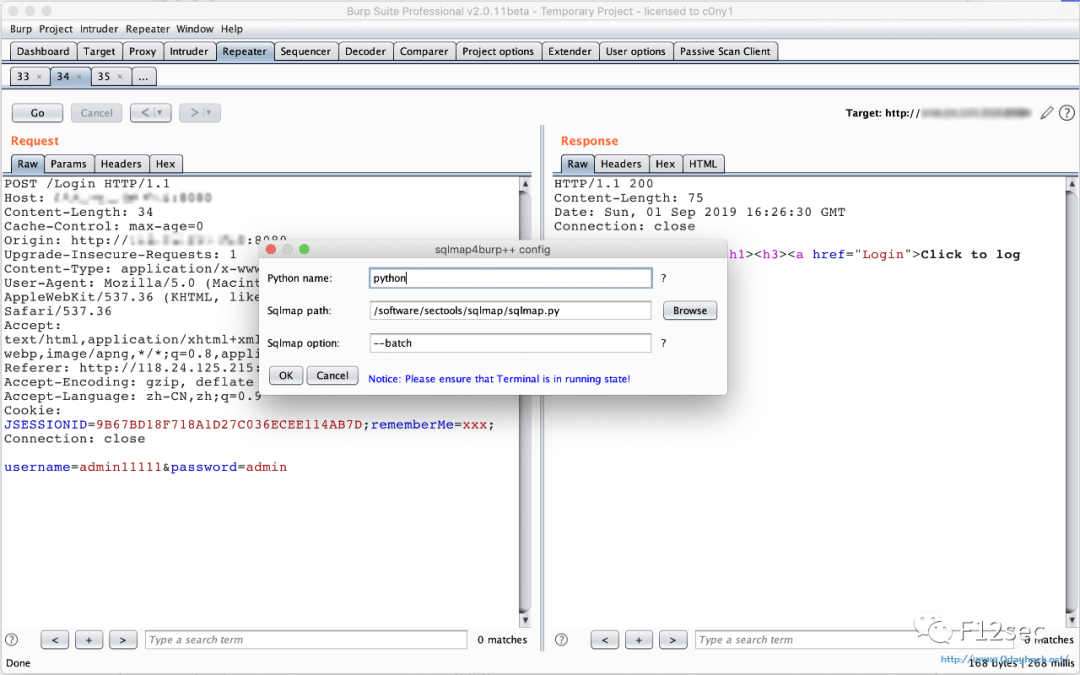 Burp Suite Professional v2.0.11beta - Temporary Project - licensed to c0ny1
Burp Project Intruder Repeater Window Help
Dashboard Target Proxy Intruder Repeater Sequencer Decoder Comparer Project options Extender User options Passive Scan Client
33 × 34 × 35 × ...
Go Cancel < > Target: http://
Request
Raw Params Headers Hex
POST /Login HTTP/1.1
Host: :8080
Content-Length: 34
Cache-Control: max-age=0
Origin: http:// :8080
Upgrade-Insecure-Requests: 1
Content-Type: application/x-www
User-Agent: Mozilla/5.0 (Macint
AppleWebKit/537.36 (KHTML, like
Safari/537.36
Accept:
text/html,application/xhtml+xml
webp,image/apng,*/*;q=0.8,appli
Referer: http://118.24.125.215:
Accept-Encoding: gzip, deflate
Accept-Language: zh-CN,zh;q=0.9
Cookie:
JSESSIONID=9B67BD18F718A1D27C036ECEE114AB7D;rememberMe=xxx;
Connection: close
username=admin11111&password=admin
? < + > Type a search term 0 matches
Done
Response
Raw Headers Hex HTML
HTTP/1.1 200
Content-Length: 75
Date: Sun, 01 Sep 2019 16:26:30 GMT
Connection: close
h1><h3><a href="Login">Click to log
? < + > Type a search term 0 matches
168 bytes | 268 millis
sqlmap4burp++ config
Python name: python ?
Sqlmap path: /software/sectools/sqlmap/sqlmap.py Browse
Sqlmap option: --batch ?
OK Cancel Notice: Please ensure that Terminal is in running state!
F12sec
http://www.0dayhack.net/